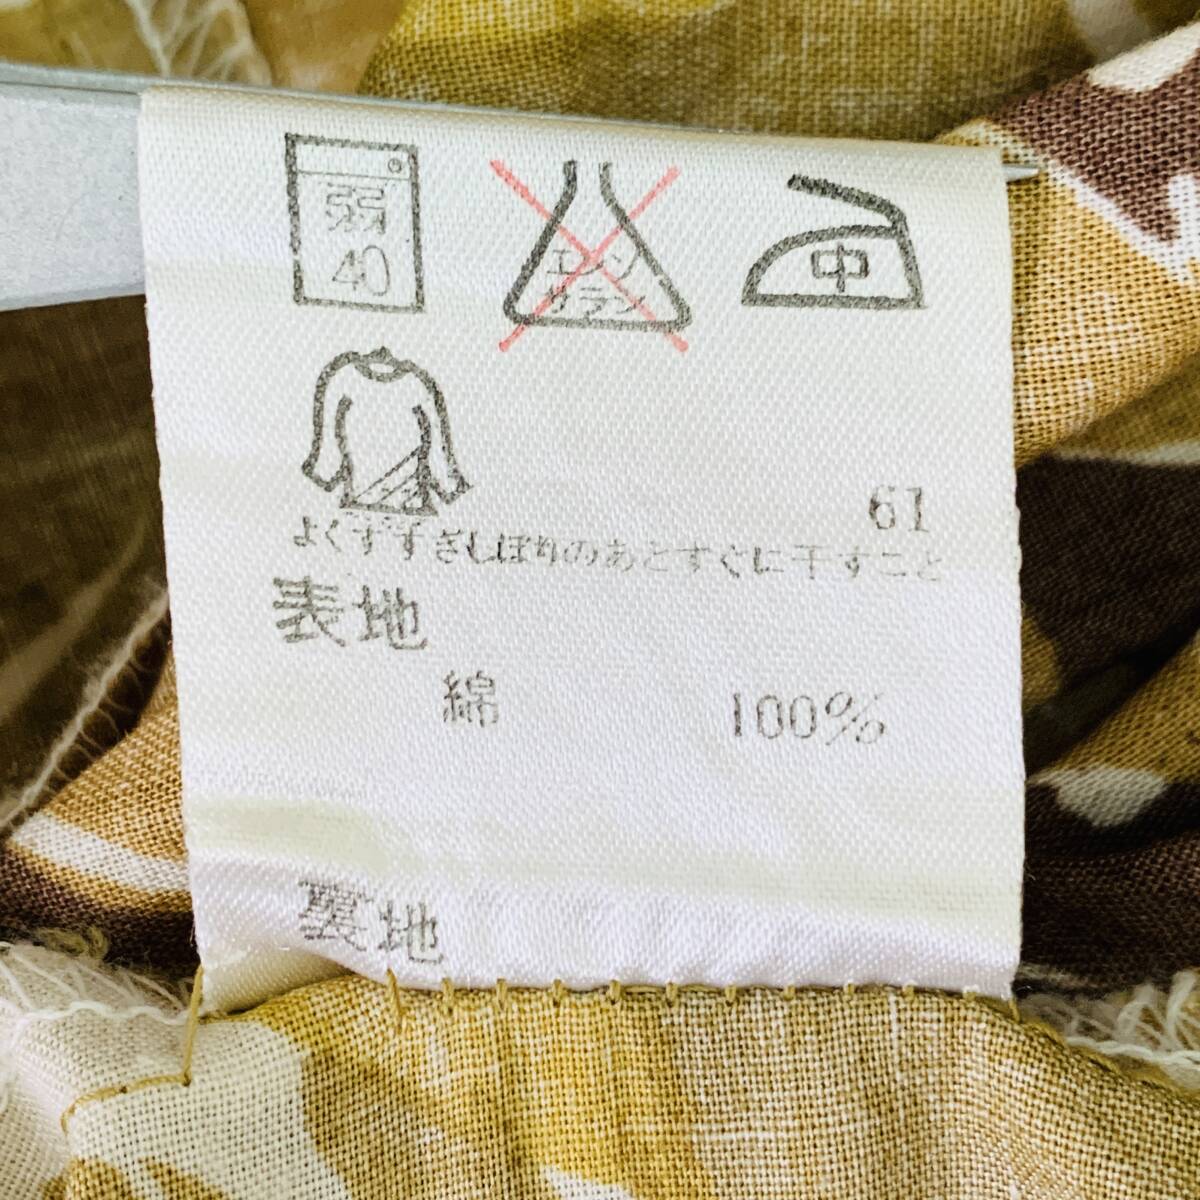 弱
40
エンソ
サラシ
中
61
よくすすぎしぼりのあとすぐに干すこと
表地
綿 100%
裏地